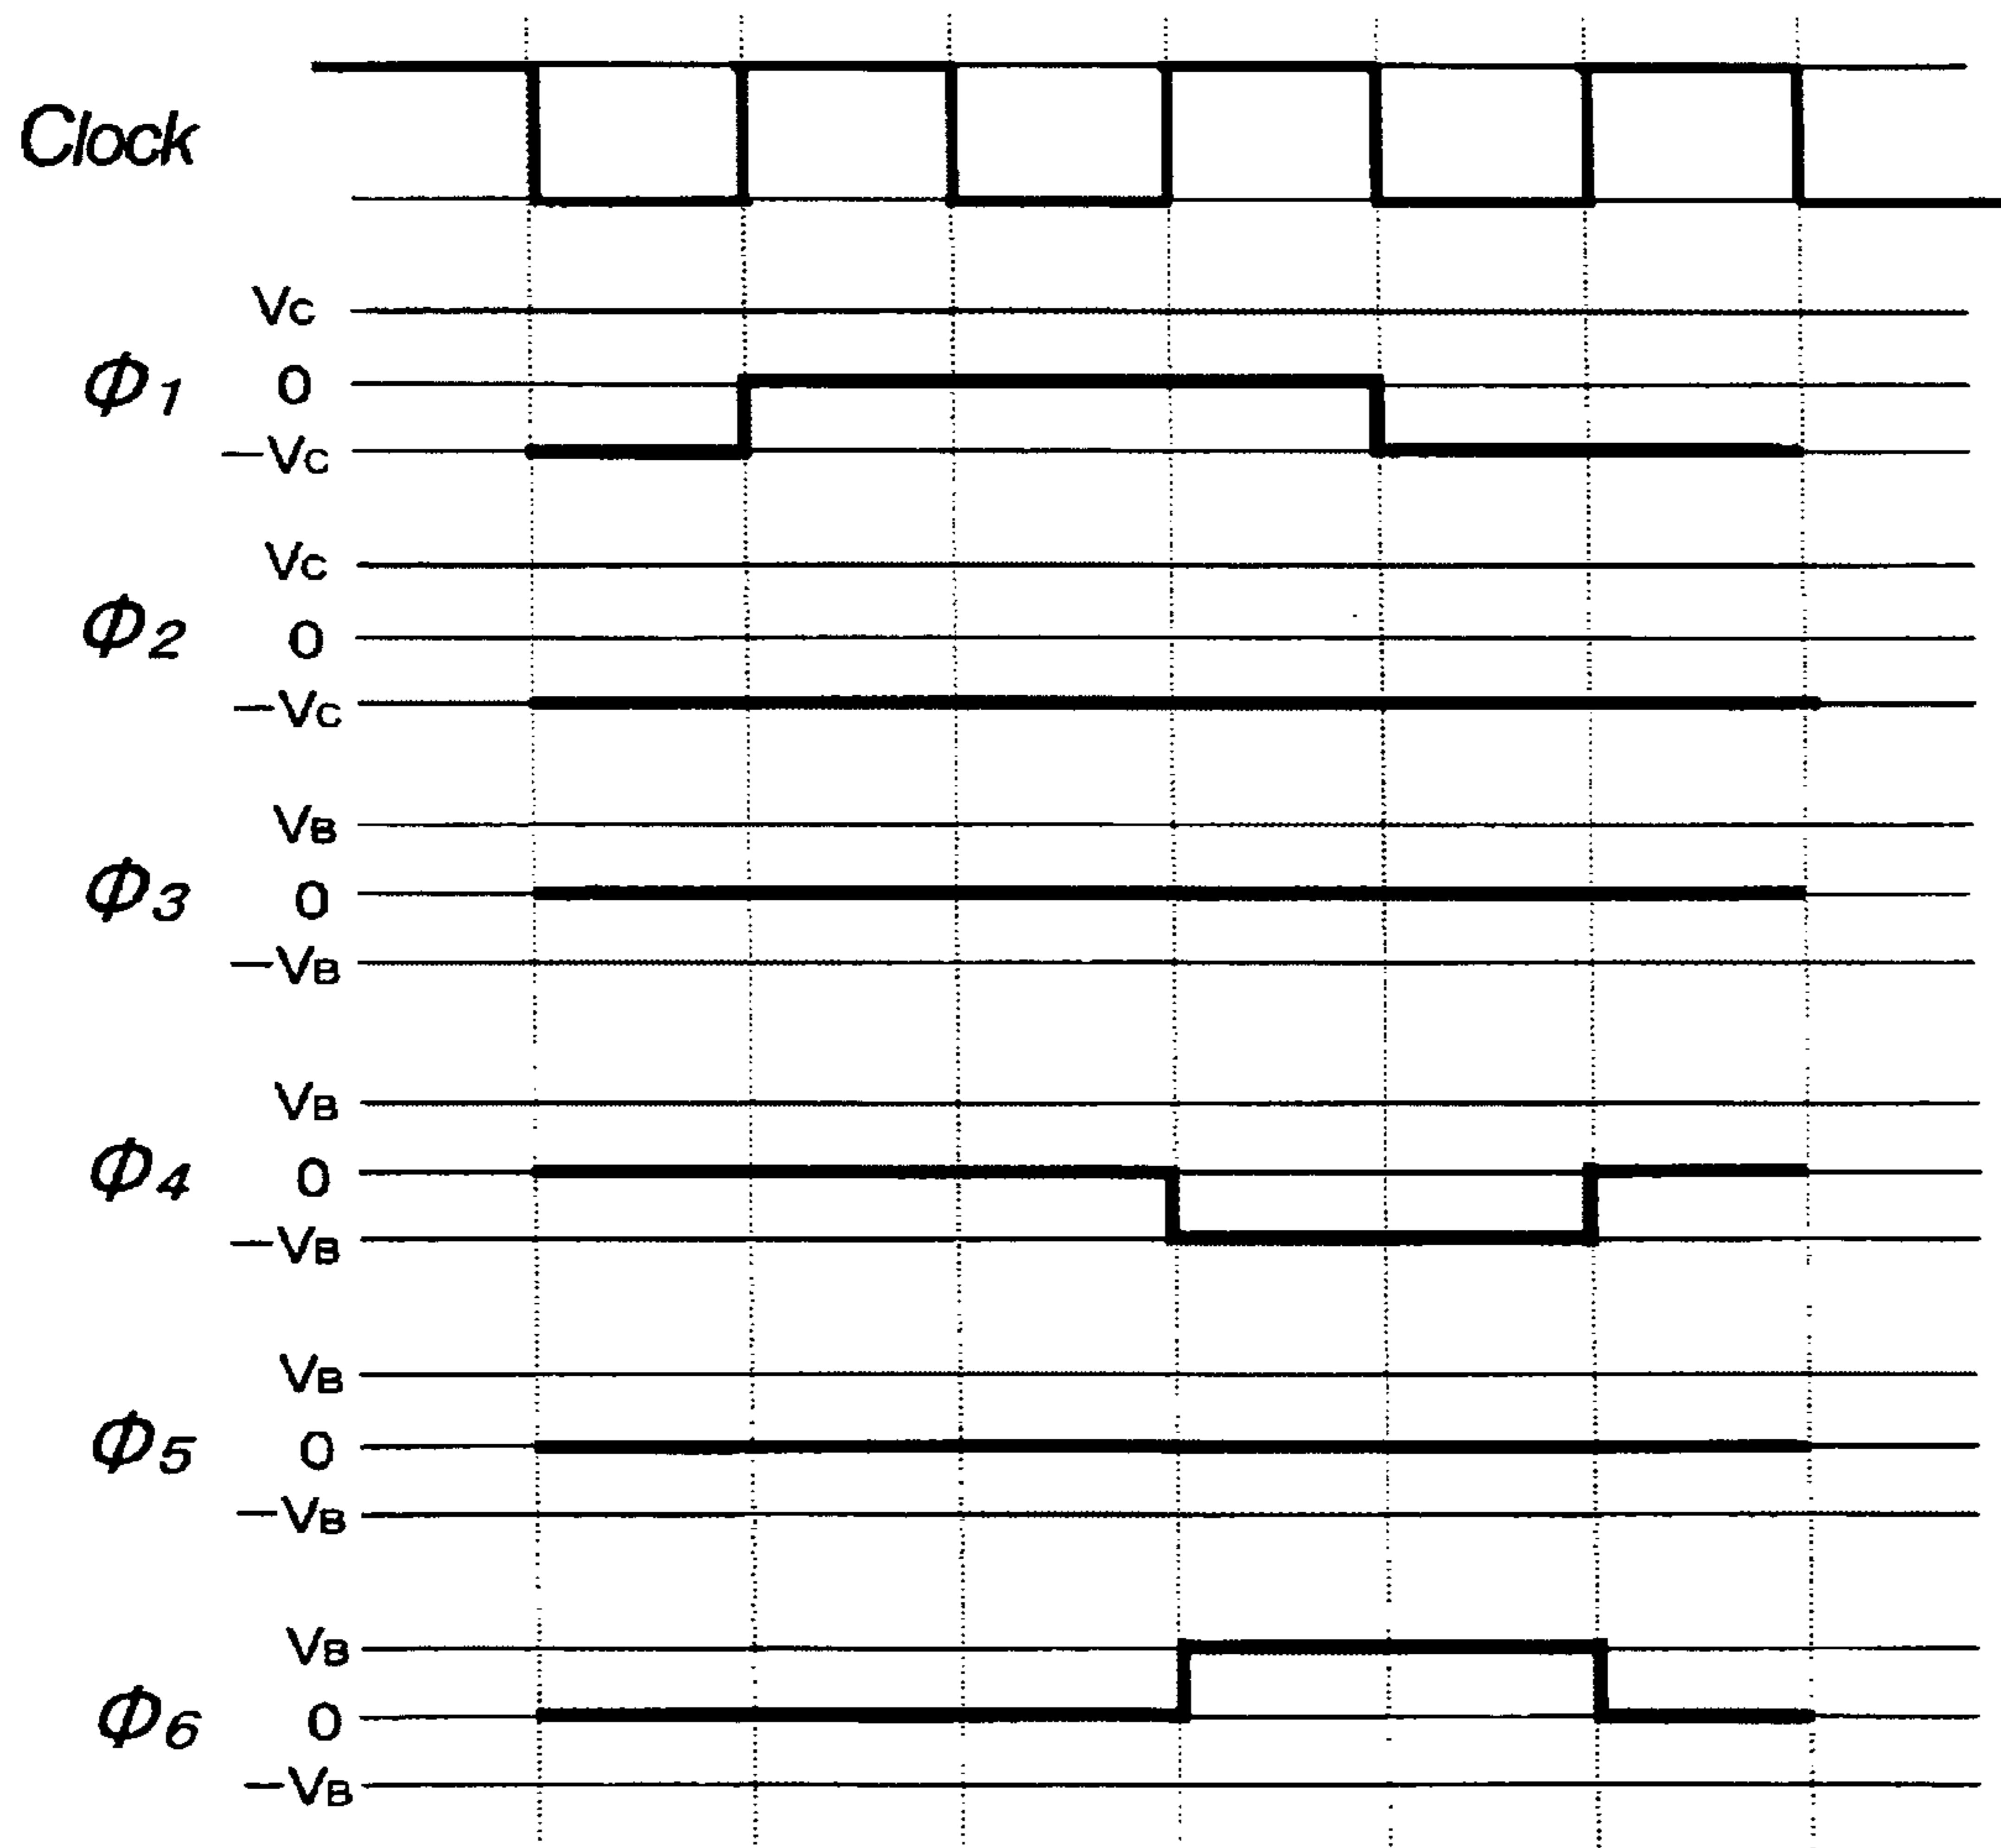 Clock
Vc
Φ1 0
−Vc
Vc
Φ2 0
−Vc
VB
Φ3 0
−VB
VB
Φ4 0
−VB
VB
Φ5 0
−VB
VB
Φ6 0
−VB